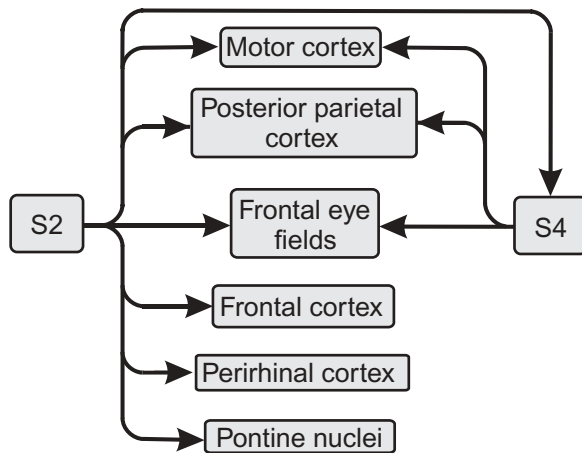 Motor cortex
Posterior parietal
cortex
S2
Frontal eye
fields
S4
Frontal cortex
Perirhinal cortex
Pontine nuclei